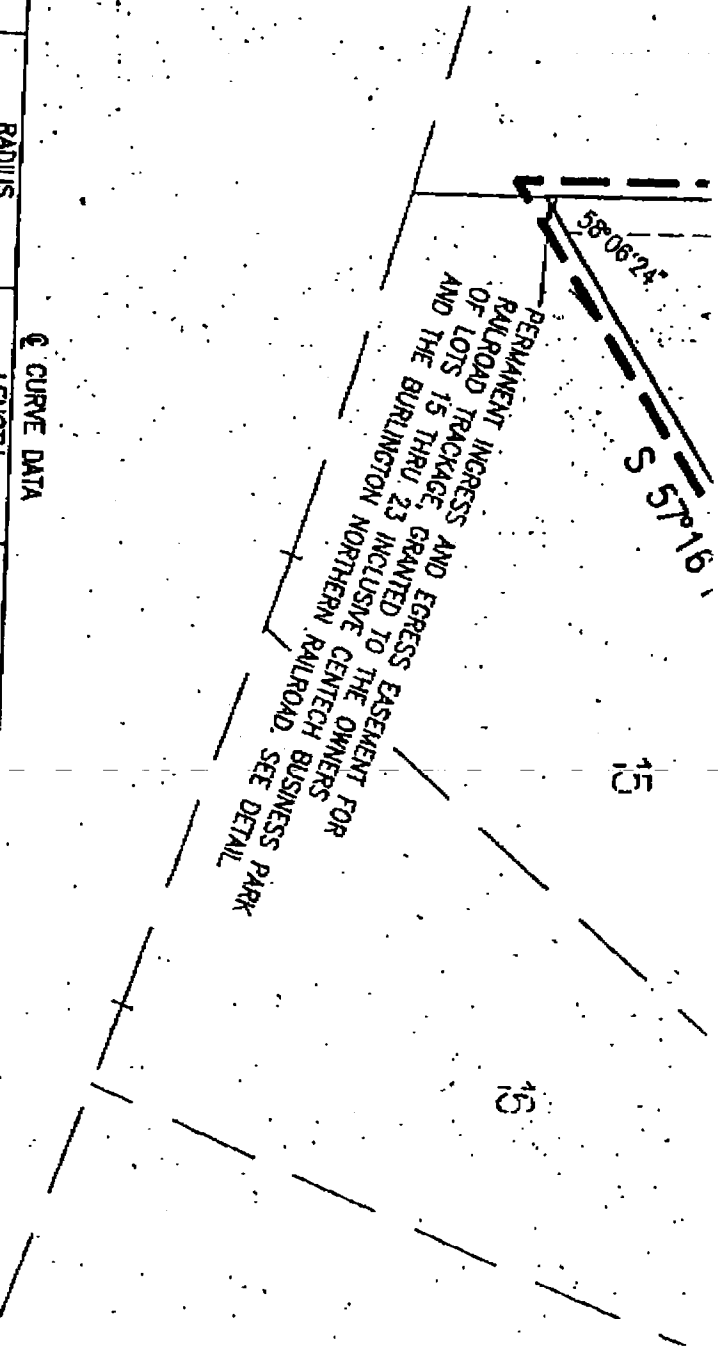 58°06'24"
S 57°16'
PERMANENT INGRESS AND EGRESS EASEMENT FOR
RAILROAD TRACKAGE, GRANTED TO THE OWNERS
OF LOTS 15 THRU 23 INCLUSIVE CENTECH BUSINESS PARK
AND THE BURLINGTON NORTHERN RAILROAD. SEE DETAIL
15
℄ CURVE DATA
RADIUS